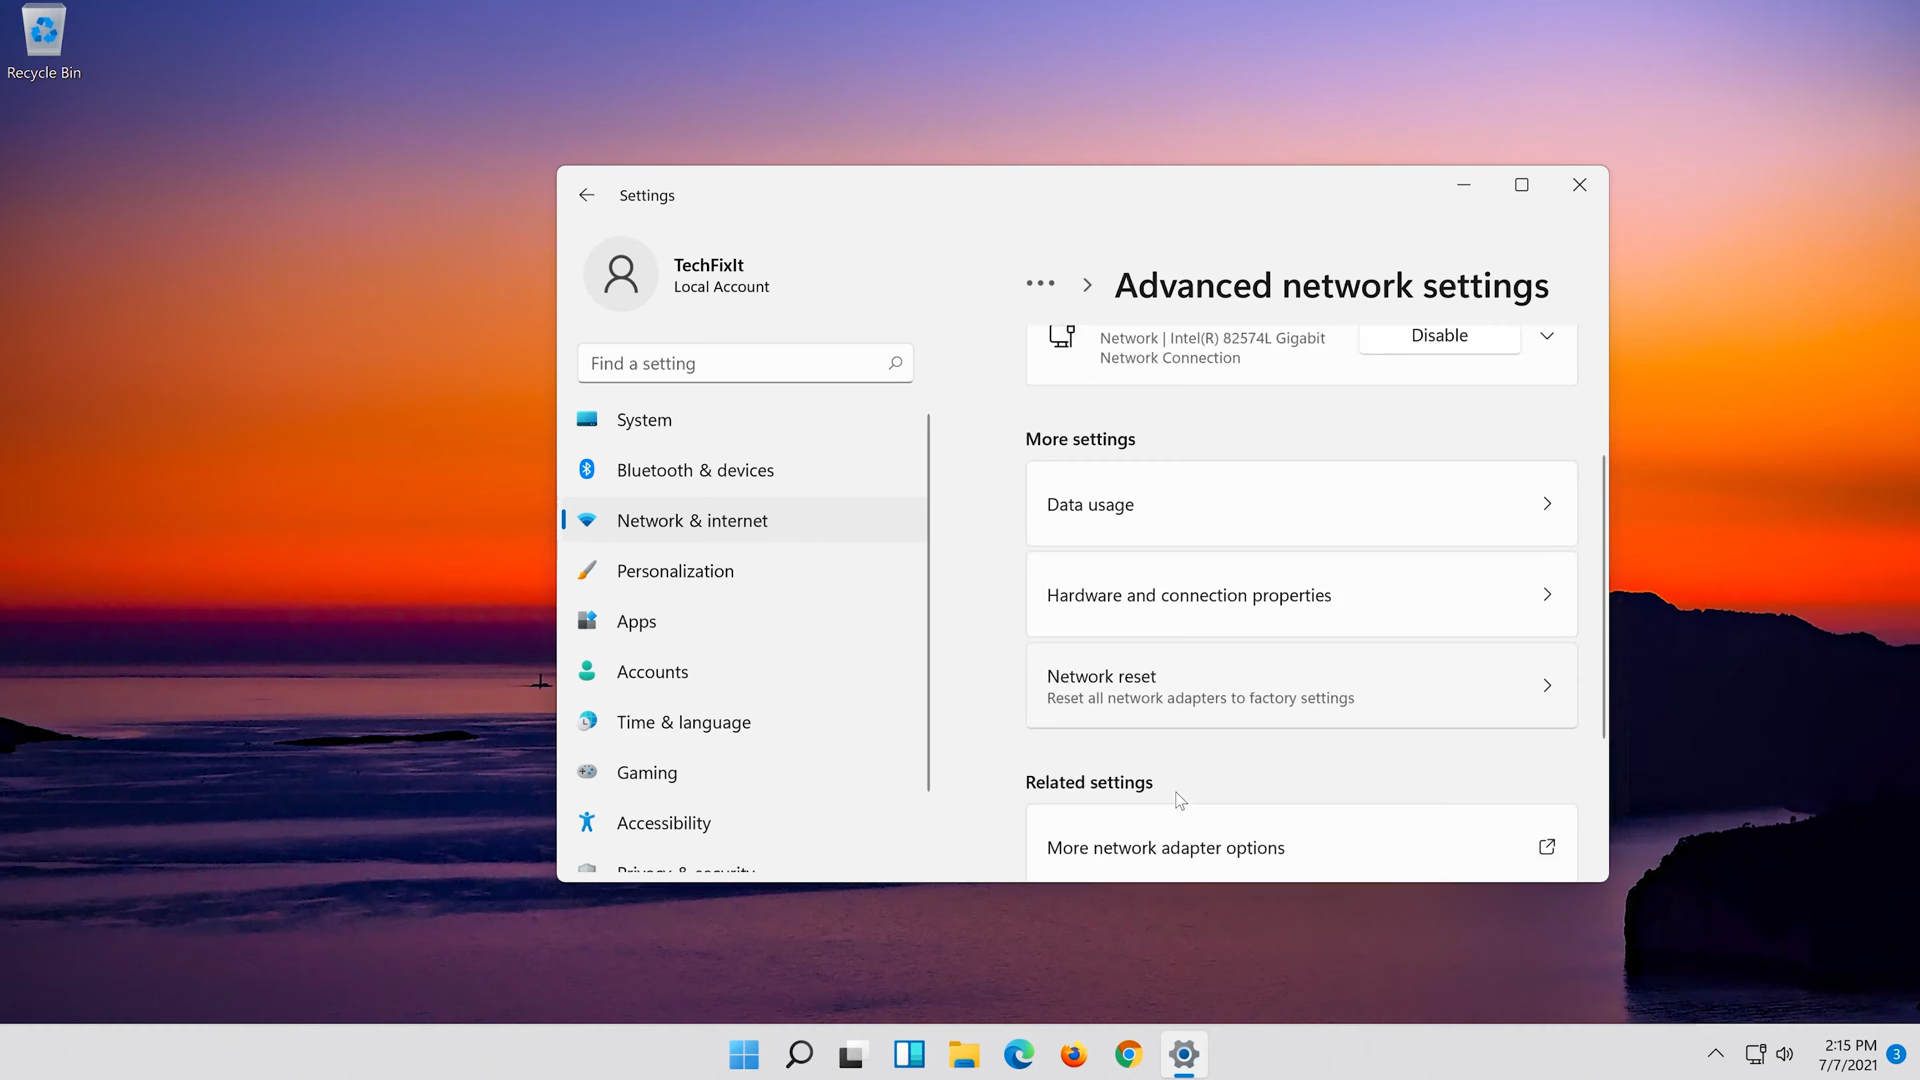 Recycle Bin
Settings
TechFixIt
Local Account
Find a setting
System
Bluetooth & devices
Network & internet
Personalization
Apps
Accounts
Time & language
Gaming
Accessibility
Privacy & security
••• > Advanced network settings
Network | Intel(R) 82574L Gigabit
Network Connection
Disable
More settings
Data usage
Hardware and connection properties
Network reset
Reset all network adapters to factory settings
Related settings
More network adapter options
2:15 PM
7/7/2021
3